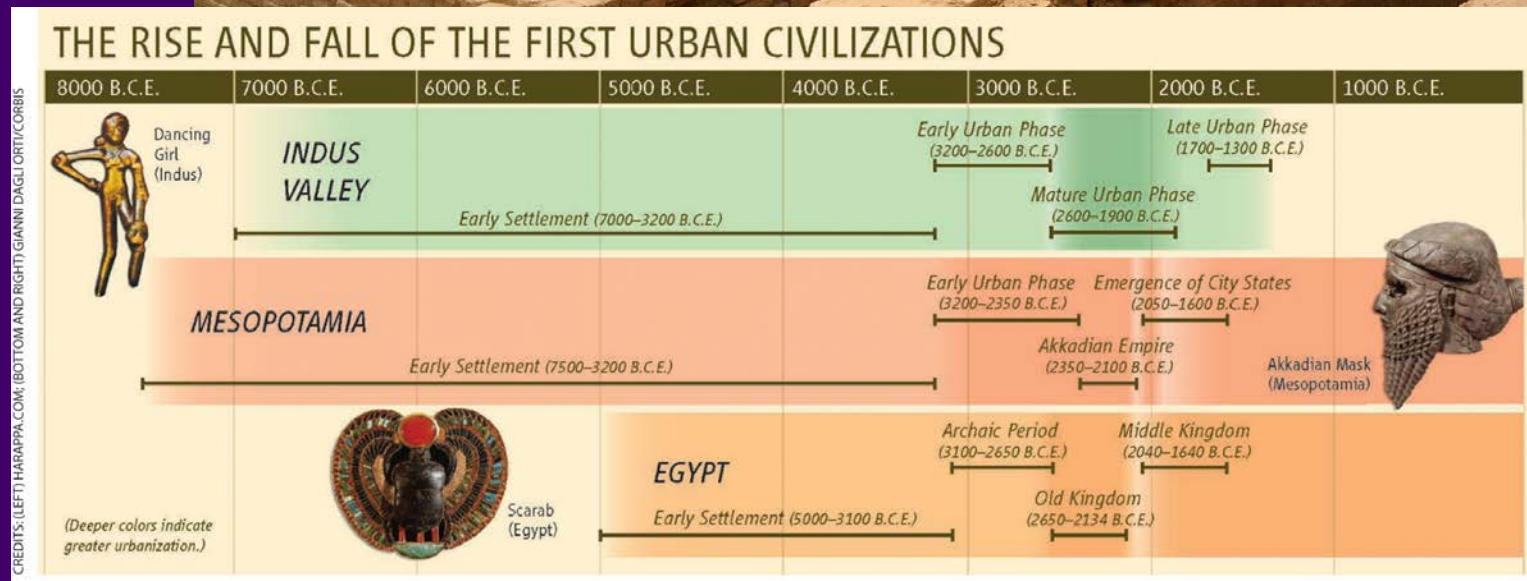 THE RISE AND FALL OF THE FIRST URBAN CIVILIZATIONS
8000 B.C.E.
7000 B.C.E.
6000 B.C.E.
5000 B.C.E.
4000 B.C.E.
3000 B.C.E.
2000 B.C.E.
1000 B.C.E.
Dancing
Girl
(Indus)
INDUS
VALLEY
Early Settlement (7000–3200 B.C.E.)
Early Urban Phase
(3200–2600 B.C.E.)
Mature Urban Phase
(2600–1900 B.C.E.)
Late Urban Phase
(1700–1300 B.C.E.)
MESOPOTAMIA
Early Settlement (7500–3200 B.C.E.)
Early Urban Phase
(3200–2350 B.C.E.)
Akkadian Empire
(2350–2100 B.C.E.)
Emergence of City States
(2050–1600 B.C.E.)
Akkadian Mask
(Mesopotamia)
Scarab
(Egypt)
EGYPT
Early Settlement (5000–3100 B.C.E.)
Archaic Period
(3100–2650 B.C.E.)
Old Kingdom
(2650–2134 B.C.E.)
Middle Kingdom
(2040–1640 B.C.E.)
(Deeper colors indicate
greater urbanization.)
CREDITS: (LEFT) HARAPPA.COM; (BOTTOM AND RIGHT) GIANNI DAGLI ORTI/CORBIS